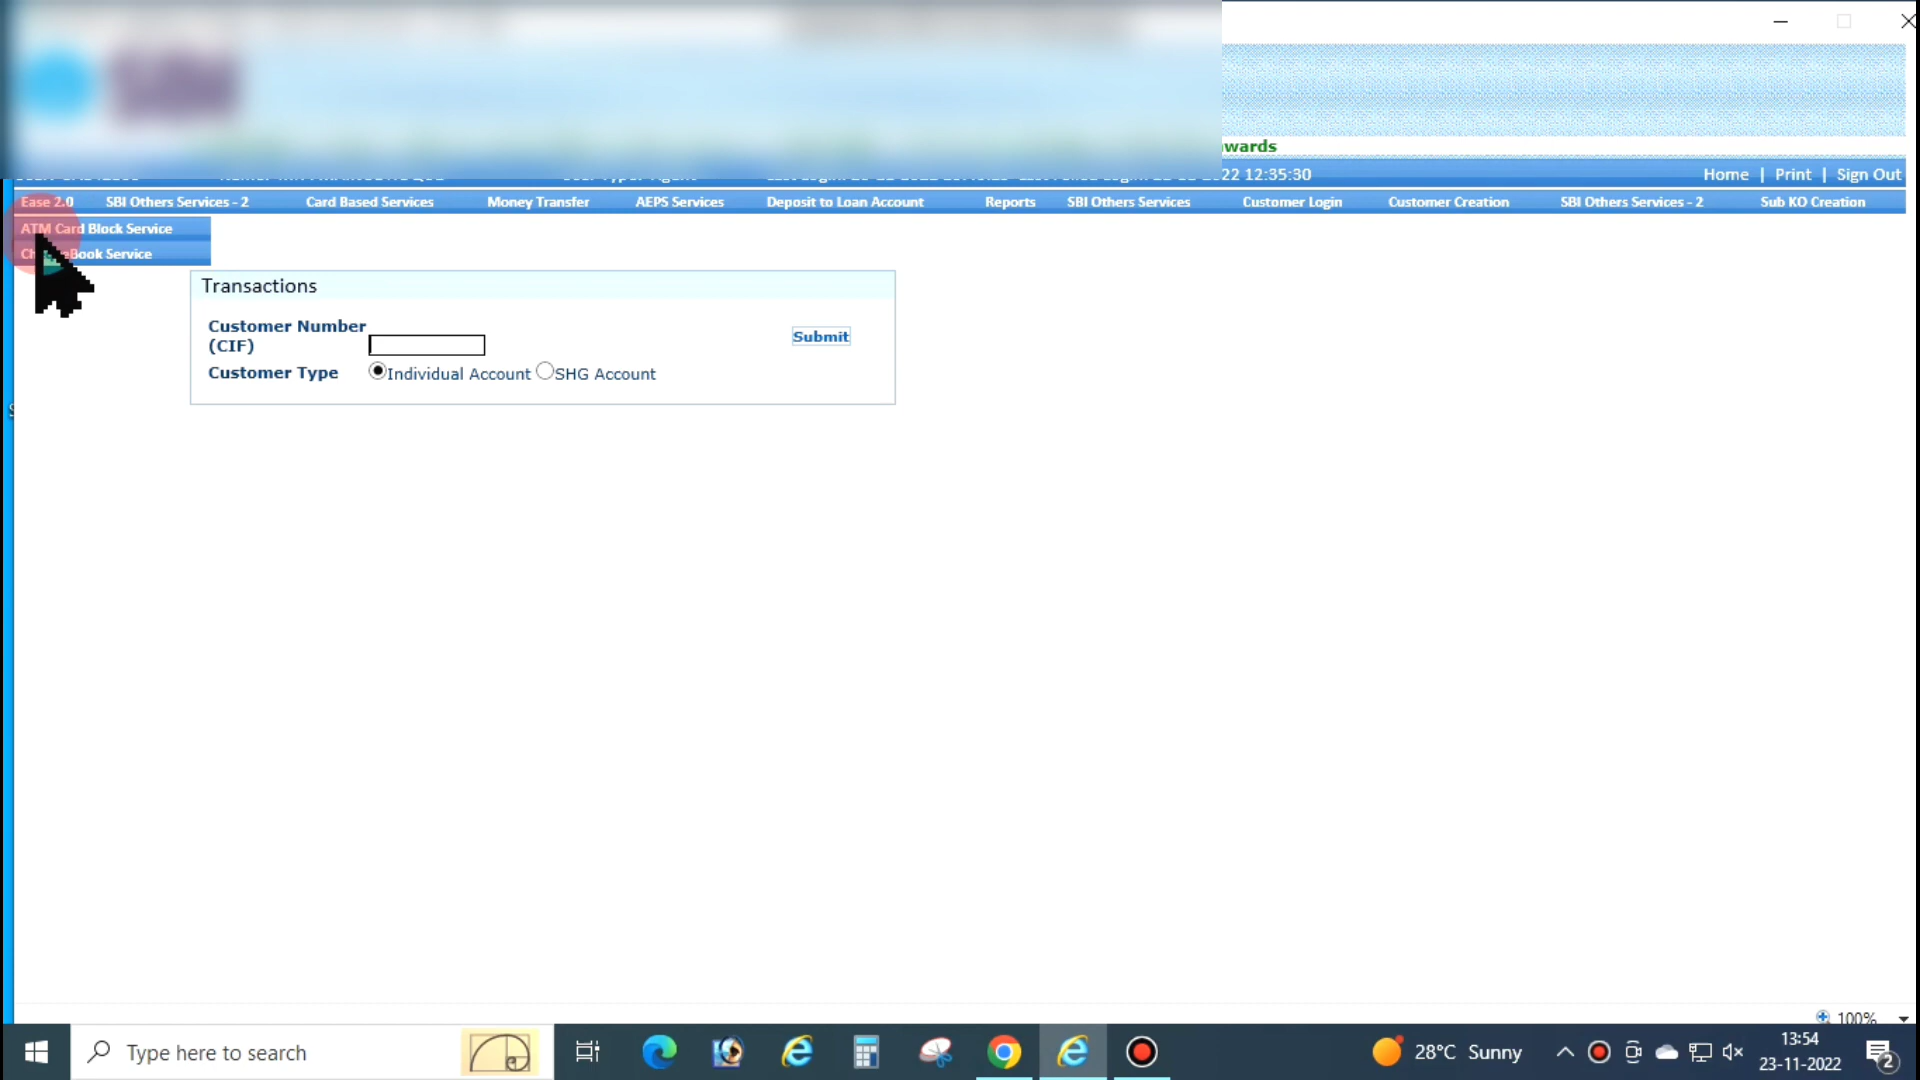 wards
22 12:35:30
Home | Print | Sign Out
Ease 2.0 SBI Others Services - 2 Card Based Services Money Transfer AEPS Services Deposit to Loan Account Reports SBI Others Services Customer Login Customer Creation SBI Others Services - 2 Sub KO Creation
ATM Card Block Service
Book Service
Transactions
Customer Number
(CIF)
Submit
Customer Type Individual Account SHG Account
100%
Type here to search
28°C Sunny
13:54
23-11-2022
2